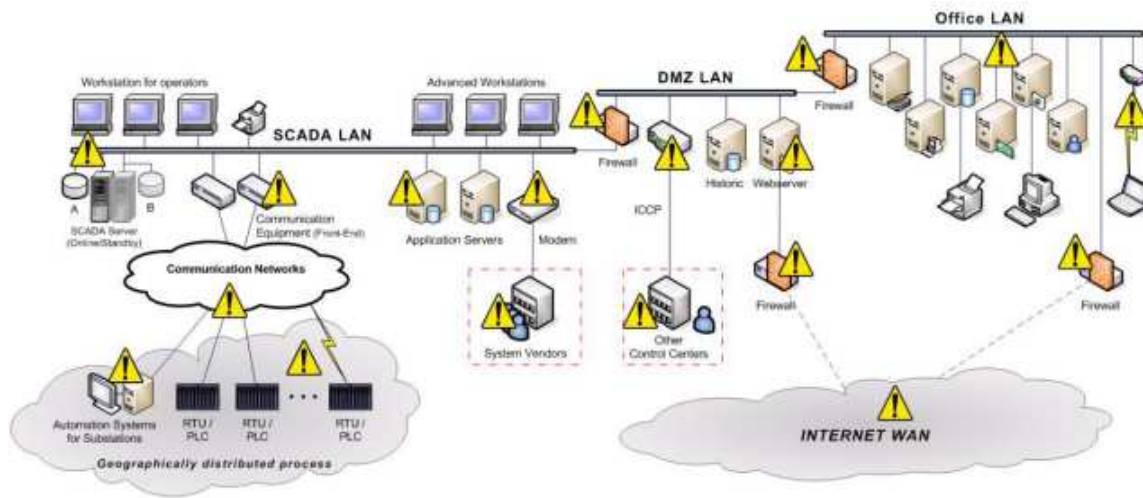 Office LAN
Workstation for operators
Advanced Workstations
DMZ LAN
Firewall
SCADA LAN
Firewall
Historic
Webserver
A
B
ICCP
SCADA Server
(Online/Standby)
Communication
Equipment (Front-End)
Application Servers
Modem
Communication Networks
Firewall
Firewall
System Vendors
Other
Control Centers
Automation Systems
for Substations
RTU /
PLC
RTU /
PLC
RTU /
PLC
Geographically distributed process
INTERNET WAN